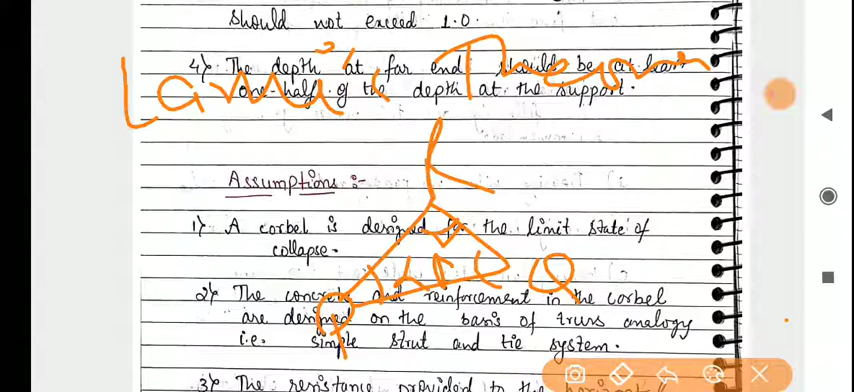 should not exceed 1.0.
4) The depth at far end should be at least
one-half of the depth at the support.
Lami's Theorem
Assumptions :-
1) A corbel is designed for the limit state of
collapse.
2) The concrete and reinforcement in the corbel
are designed on the basis of truss analogy
i.e. simple strut and tie system.
3) The resistance provided to the horizontal
R
P
Q